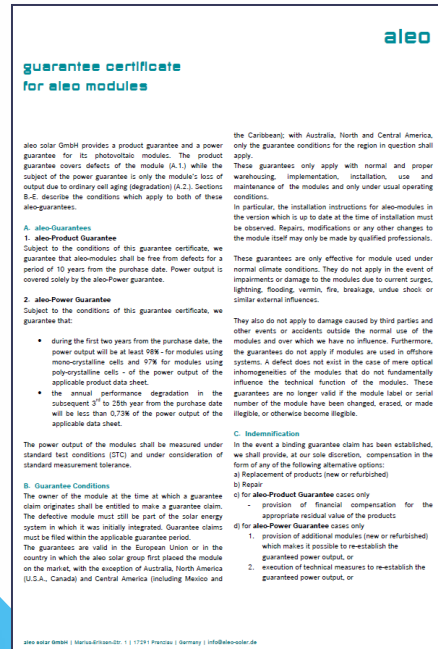 aleo
guarantee certificate
for aleo modules
aleo solar GmbH provides a product guarantee and a power
guarantee for its photovoltaic modules. The product
guarantee covers defects of the module (A.1.) while the
subject of the power guarantee is only the module's loss of
output due to ordinary cell aging (degradation) (A.2.). Sections
B.-E. describe the conditions which apply to both of these
aleo-guarantees.
A. aleo-Guarantees
1. aleo-Product Guarantee
Subject to the conditions of this guarantee certificate, we
guarantee that aleo-modules shall be free from defects for a
period of 10 years from the purchase date. Power output is
covered solely by the aleo-Power guarantee.
2. aleo-Power Guarantee
Subject to the conditions of this guarantee certificate, we
guarantee that:
• during the first two years from the purchase date, the
power output will be at least 98% - for modules using
mono-crystalline cells and 97% for modules using
poly-crystalline cells - of the power output of the
applicable product data sheet.
• the annual performance degradation in the
subsequent 3rd to 25th year from the purchase date
will be less than 0,73% of the power output of the
applicable data sheet.
The power output of the modules shall be measured under
standard test conditions (STC) and under consideration of
standard measurement tolerance.
B. Guarantee Conditions
The owner of the module at the time at which a guarantee
claim originates shall be entitled to make a guarantee claim.
The defective module must still be part of the solar energy
system in which it was initially integrated. Guarantee claims
must be filed within the applicable guarantee period.
The guarantees are valid in the European Union or in the
country in which the aleo solar group first placed the module
on the market, with the exception of Australia, North America
(U.S.A., Canada) and Central America (including Mexico and
the Caribbean); with Australia, North and Central America,
only the guarantee conditions for the region in question shall
apply.
These guarantees only apply with normal and proper
warehousing, implementation, installation, use and
maintenance of the modules and only under usual operating
conditions.
In particular, the installation instructions for aleo-modules in
the version which is up to date at the time of installation must
be observed. Repairs, modifications or any other changes to
the module itself may only be made by qualified professionals.
These guarantees are only effective for module used under
normal climate conditions. They do not apply in the event of
impairments or damage to the modules due to current surges,
lightning, flooding, vermin, fire, breakage, undue shock or
similar external influences.
They also do not apply to damage caused by third parties and
other events or accidents outside the normal use of the
modules and over which we have no influence. Furthermore,
the guarantees do not apply if modules are used in offshore
systems. A defect does not exist in the case of mere optical
inhomogeneities of the modules that do not fundamentally
influence the technical function of the modules. These
guarantees are no longer valid if the module label or serial
number of the module have been changed, erased, or made
illegible, or otherwise become illegible.
C. Indemnification
In the event a binding guarantee claim has been established,
we shall provide, at our sole discretion, compensation in the
form of any of the following alternative options:
a) Replacement of products (new or refurbished)
b) Repair
c) for aleo-Product Guarantee cases only
- provision of financial compensation for the
appropriate residual value of the products
d) for aleo-Power Guarantee cases only
1. provision of additional modules (new or refurbished)
which makes it possible to re-establish the
guaranteed power output, or
2. execution of technical measures to re-establish the
guaranteed power output, or
aleo solar GmbH | Marius-Eriksen-Str. 1 | 17291 Prenzlau | Germany | info@aleo-solar.de